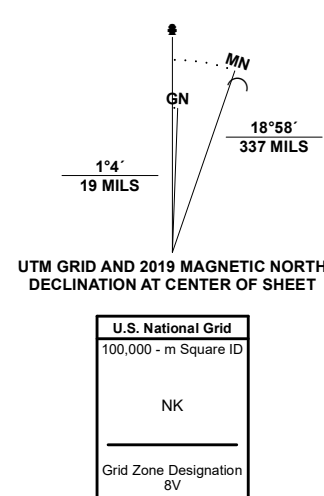 MN
GN
18°58´
337 MILS
1°4´
19 MILS
UTM GRID AND 2019 MAGNETIC NORTH
DECLINATION AT CENTER OF SHEET
U.S. National Grid
100,000 - m Square ID
NK
Grid Zone Designation
8V